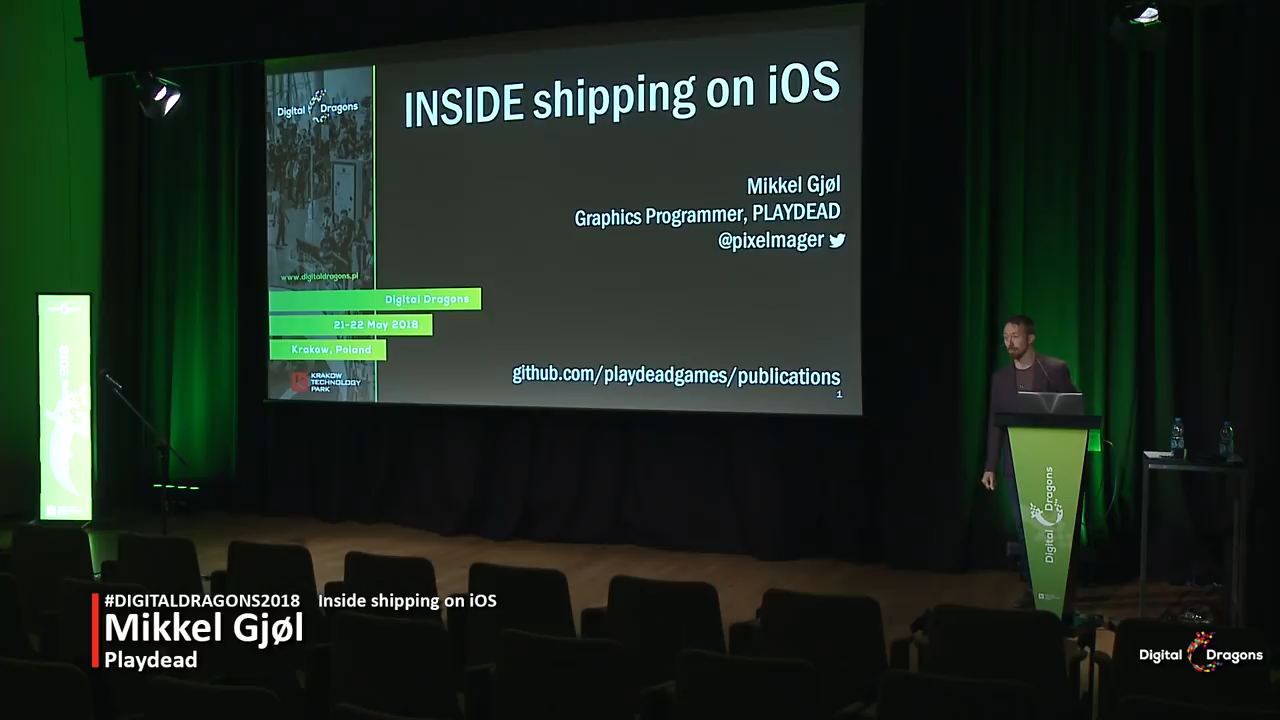 INSIDE shipping on iOS
Digital Dragons
Mikkel Gjøl
Graphics Programmer, PLAYDEAD
@pixelmager
www.digitaldragons.pl
Digital Dragons
21-22 May 2018
Krakow, Poland
KRAKOW
TECHNOLOGY
PARK
github.com/playdeadgames/publications
1
Digital Dragons
#DIGITALDRAGONS2018 Inside shipping on iOS
Mikkel Gjøl
Playdead
Digital Dragons